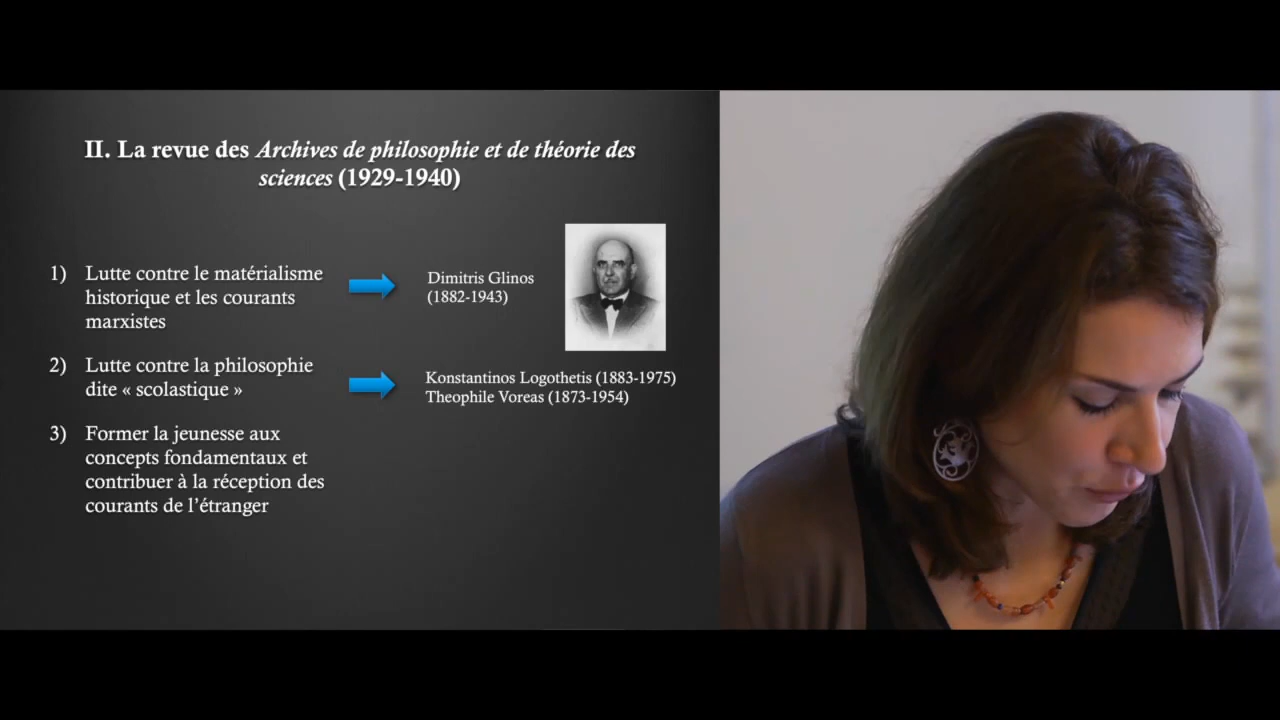 II. La revue des Archives de philosophie et de théorie des
sciences (1929-1940)
1) Lutte contre le matérialisme
historique et les courants
marxistes
Dimitris Glinos
(1882-1943)
2) Lutte contre la philosophie
dite « scolastique »
Konstantinos Logothetis (1883-1975)
Theophile Voreas (1873-1954)
3) Former la jeunesse aux
concepts fondamentaux et
contribuer à la réception des
courants de l’étranger